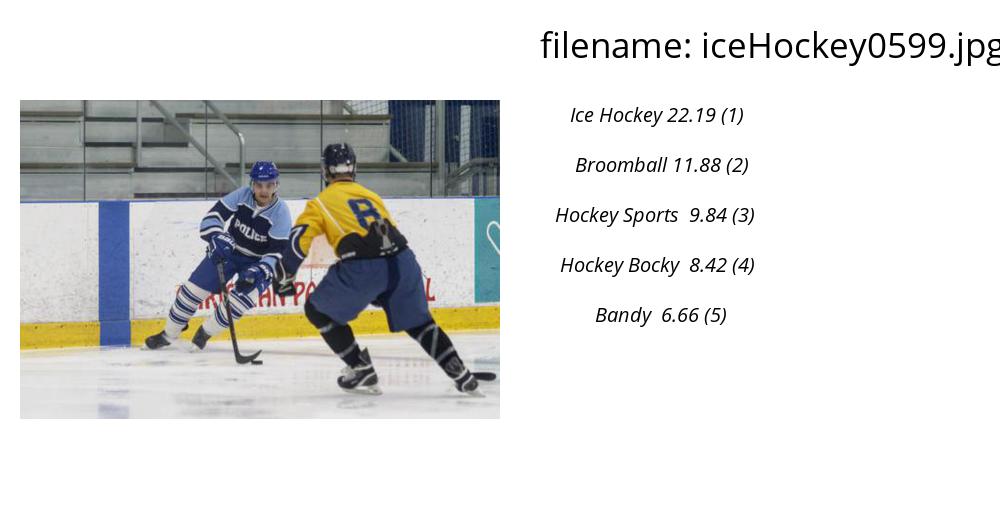 filename: iceHockey0599.jpg
Ice Hockey 22.19 (1)
Broomball 11.88 (2)
Hockey Sports 9.84 (3)
Hockey Bocky 8.42 (4)
Bandy 6.66 (5)
POLICE
8